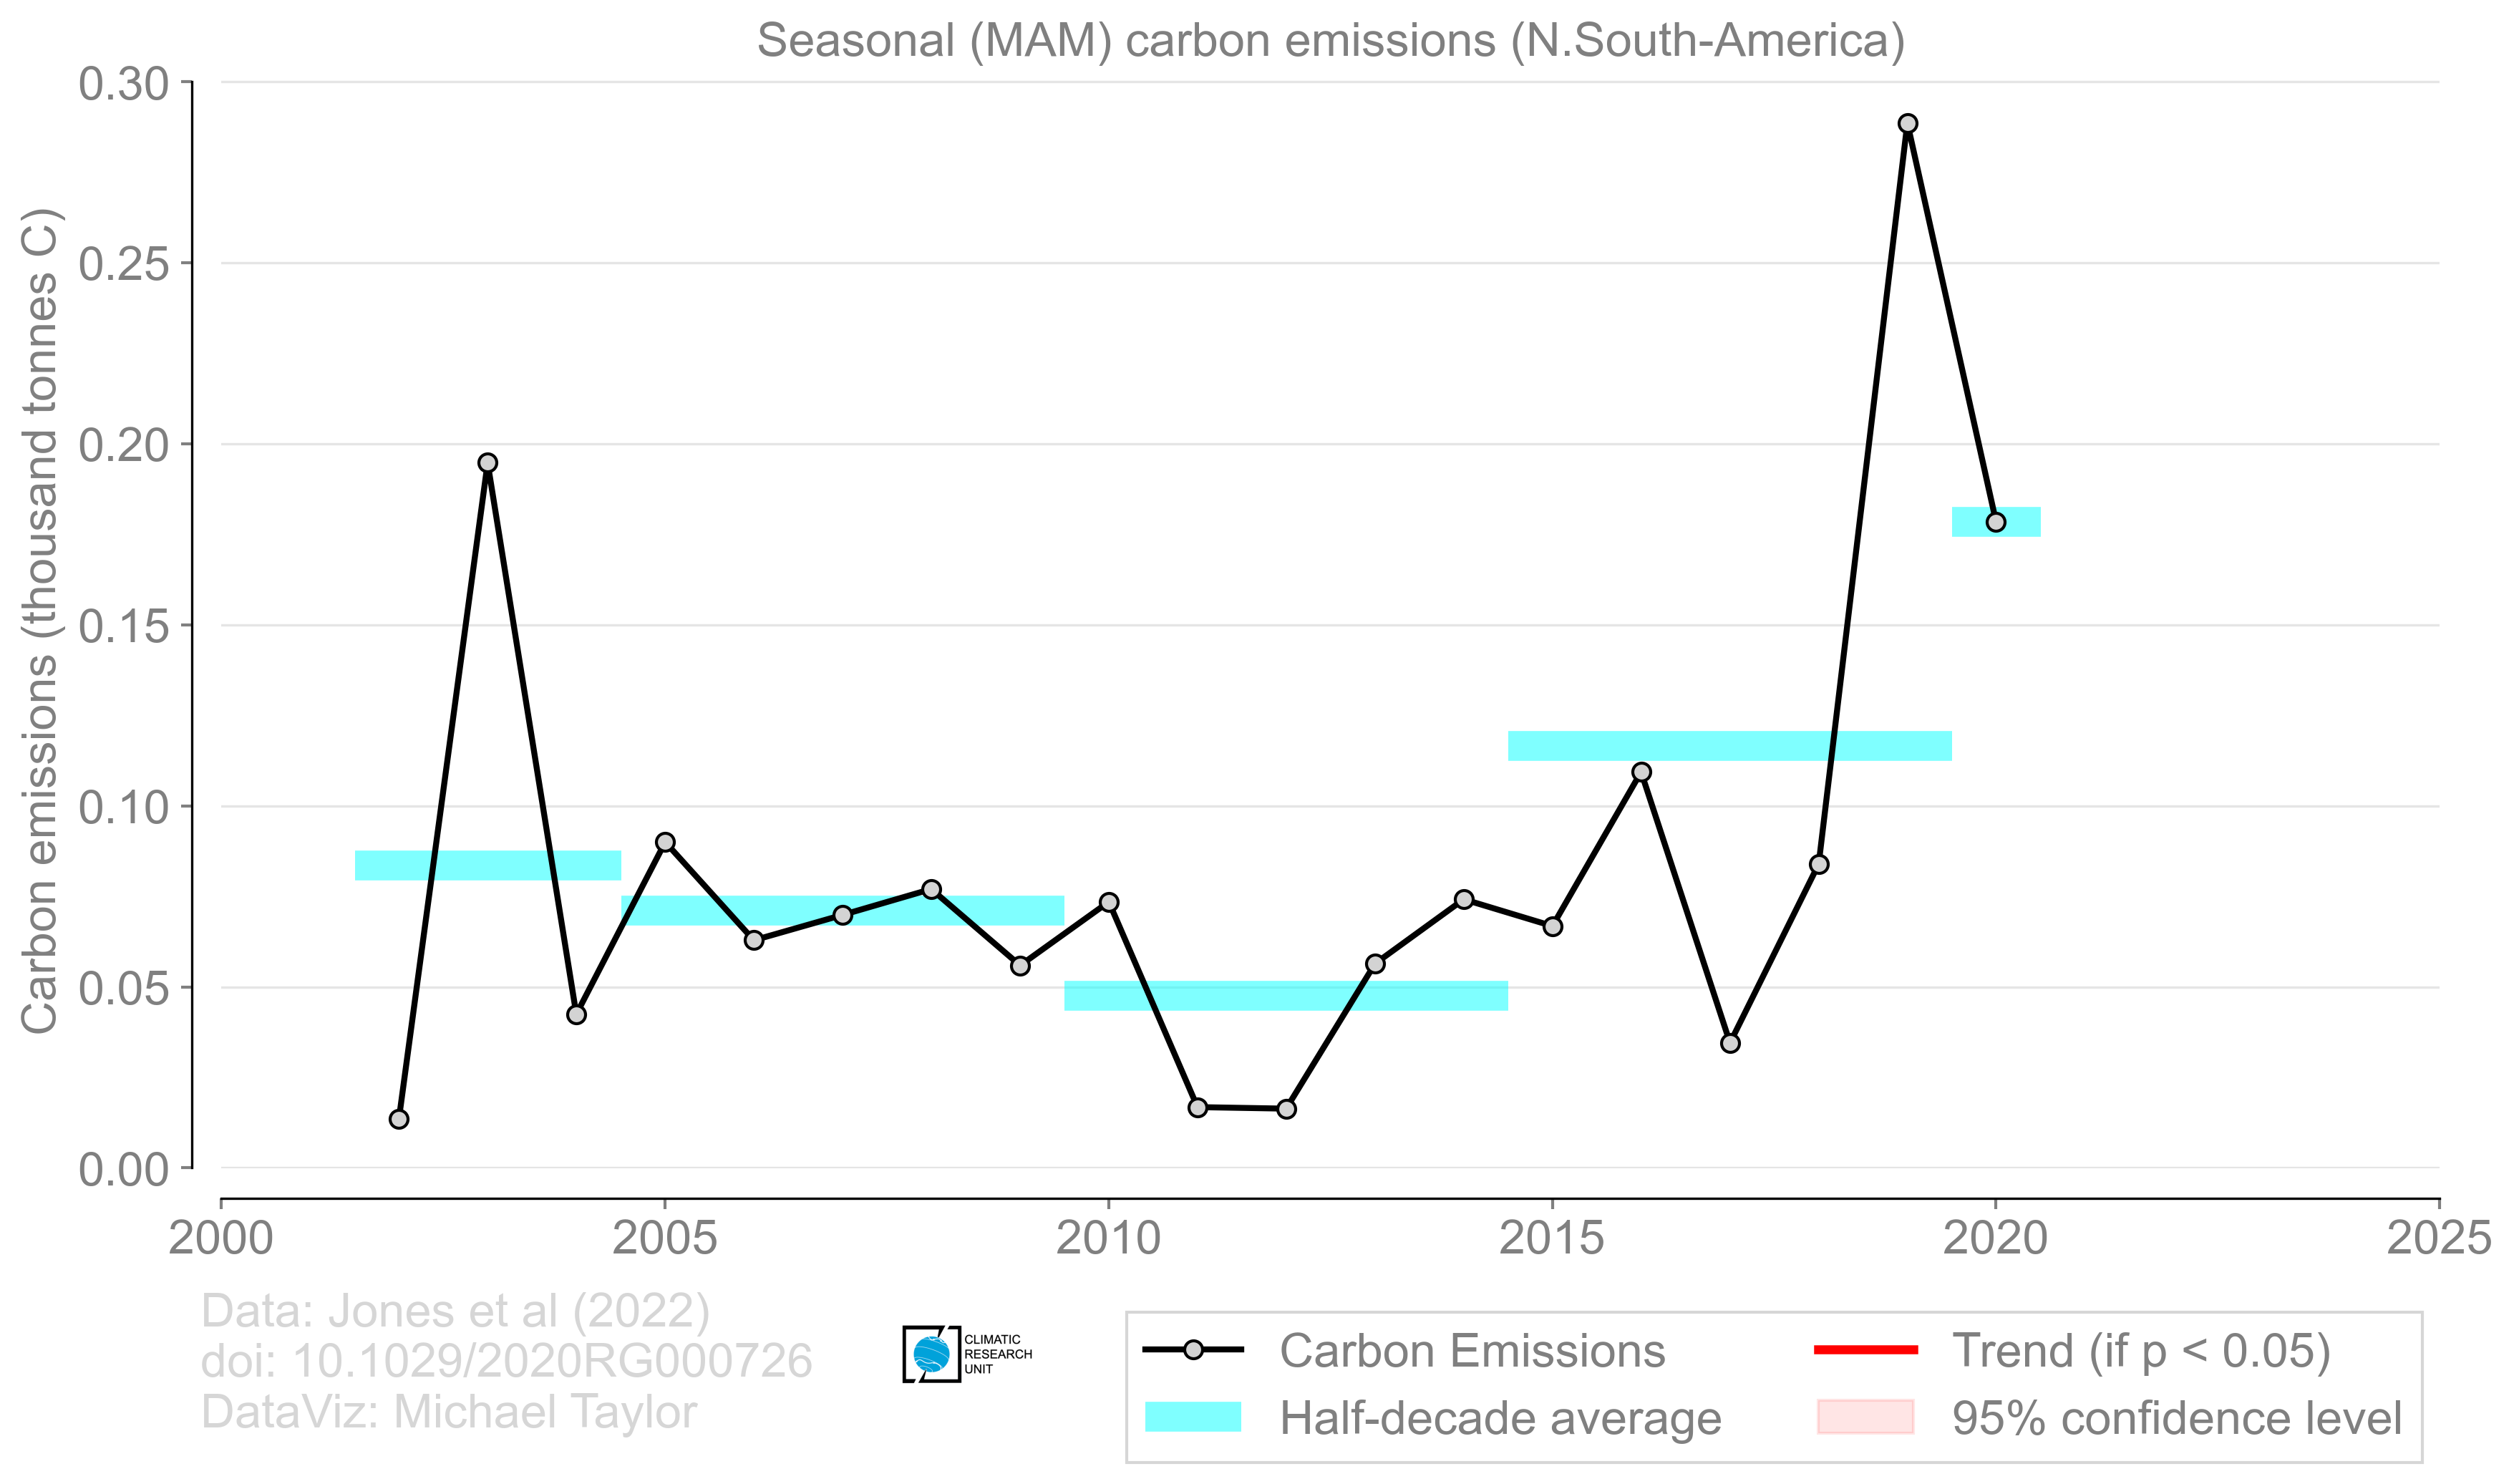 Seasonal (MAM) carbon emissions (N.South-America)
Carbon emissions (thousand tonnes C)
0.30
0.25
0.20
0.15
0.10
0.05
0.00
2000 2005 2010 2015 2020 2025
Data: Jones et al (2022)
doi: 10.1029/2020RG000726
DataViz: Michael Taylor
CLIMATIC
RESEARCH
UNIT
Carbon Emissions
Half-decade average
Trend (if p < 0.05)
95% confidence level